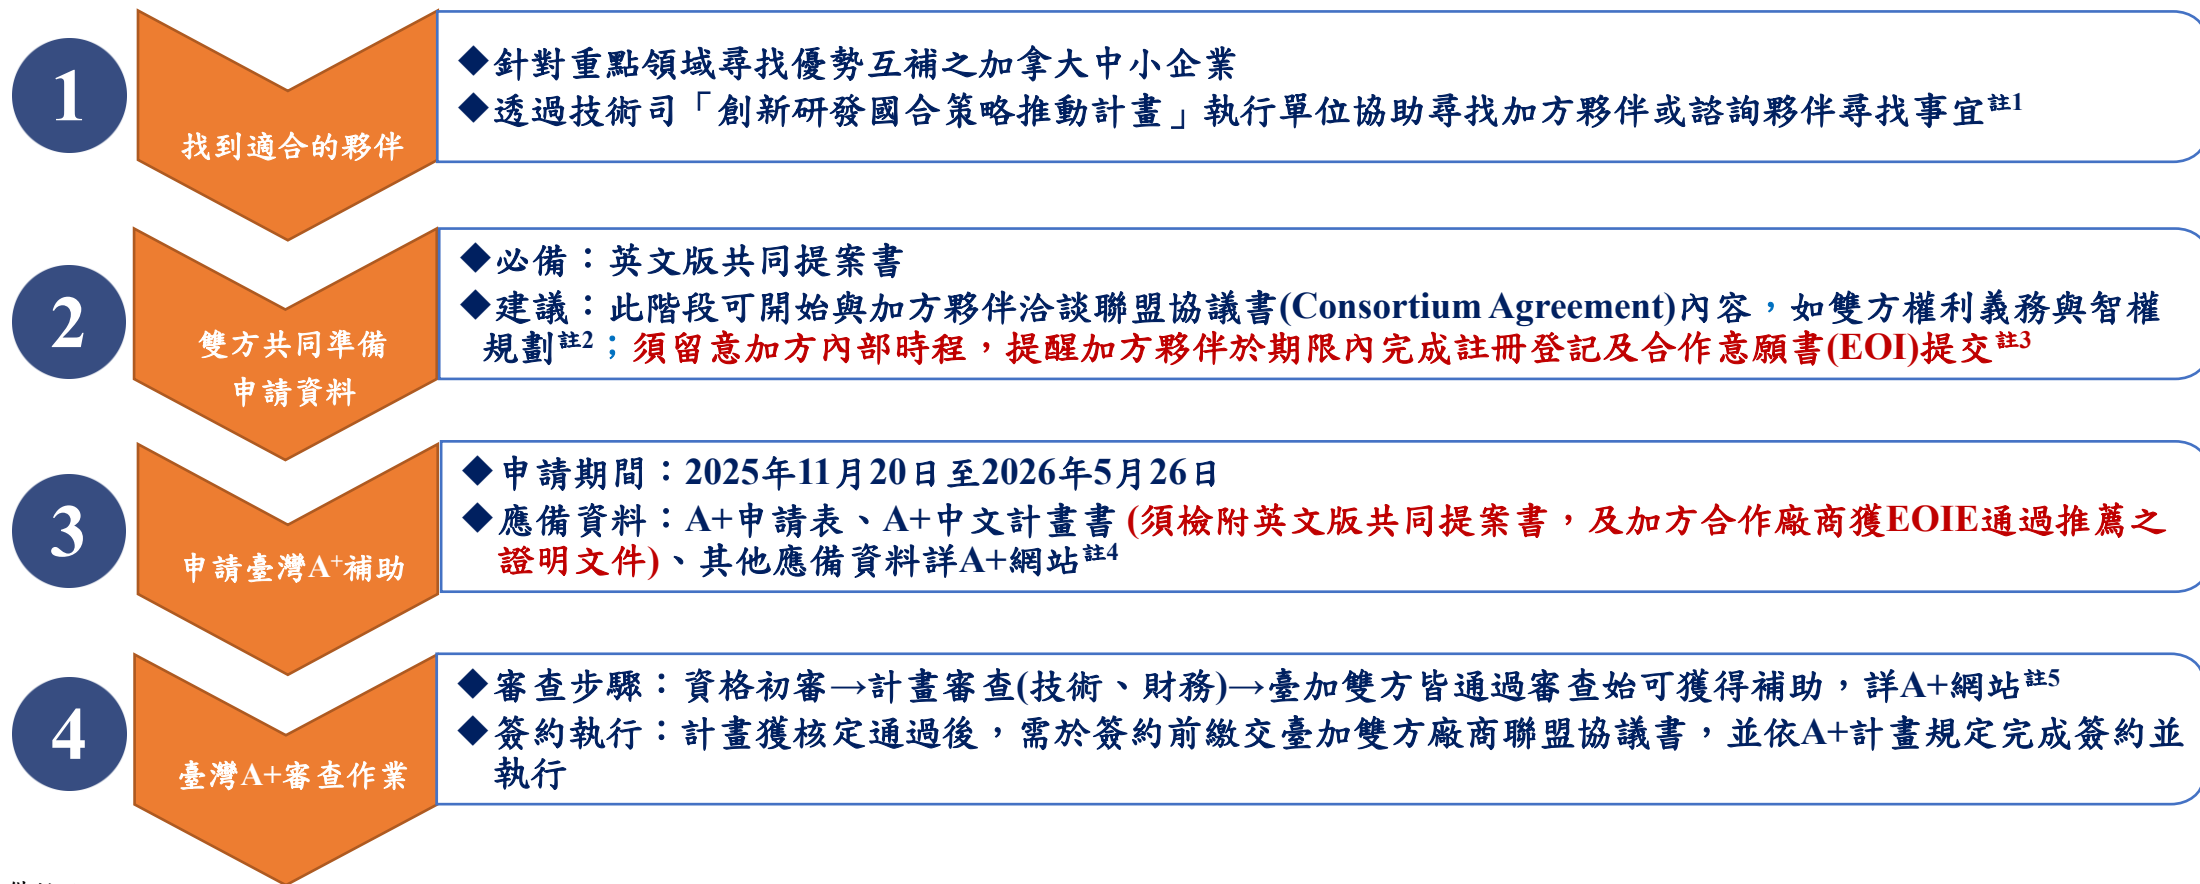 1
找到適合的夥伴
◆針對重點領域尋找優勢互補之加拿大中小企業
◆透過技術司「創新研發國合策略推動計畫」執行單位協助尋找加方夥伴或諮詢夥伴尋找事宜註1
2
雙方共同準備
申請資料
◆必備：英文版共同提案書
◆建議：此階段可開始與加方夥伴洽談聯盟協議書(Consortium Agreement)內容，如雙方權利義務與智權
規劃註2；須留意加方內部時程，提醒加方夥伴於期限內完成註冊登記及合作意願書(EOI)提交註3
3
申請臺灣A+補助
◆申請期間：2025年11月20日至2026年5月26日
◆應備資料：A+申請表、A+中文計畫書 (須檢附英文版共同提案書，及加方合作廠商獲EOIE通過推薦之
證明文件)、其他應備資料詳A+網站註4
4
臺灣A+審查作業
◆審查步驟：資格初審→計畫審查(技術、財務)→臺加雙方皆通過審查始可獲得補助，詳A+網站註5
◆簽約執行：計畫獲核定通過後，需於簽約前繳交臺加雙方廠商聯盟協議書，並依A+計畫規定完成簽約並
執行